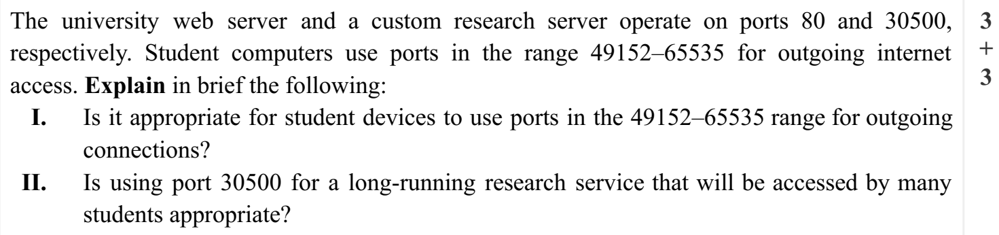 The university web server and a custom research server operate on ports 80 and 30500, 3
respectively. Student computers use ports in the range 49152–65535 for outgoing internet +
access. Explain in brief the following: 3
I. Is it appropriate for student devices to use ports in the 49152–65535 range for outgoing
connections?
II. Is using port 30500 for a long-running research service that will be accessed by many
students appropriate?